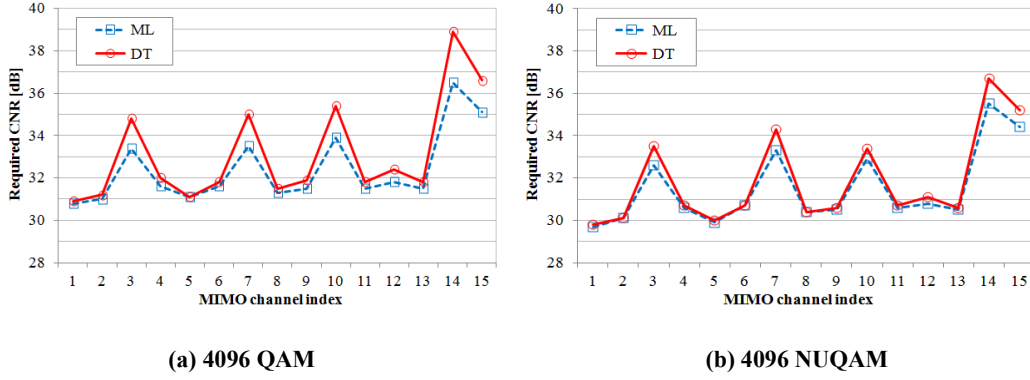 40
38
36
34
32
30
28
Required CNR [dB]
ML
DT
1 2 3 4 5 6 7 8 9 10 11 12 13 14 15
MIMO channel index
(a) 4096 QAM
40
38
36
34
32
30
28
Required CNR [dB]
ML
DT
1 2 3 4 5 6 7 8 9 10 11 12 13 14 15
MIMO channel index
(b) 4096 NUQAM